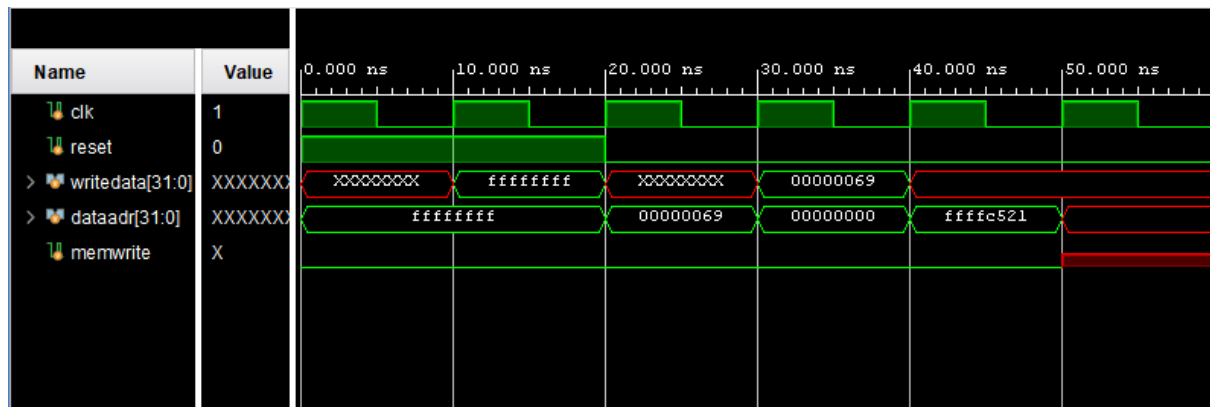 Name Value 0.000 ns 10.000 ns 20.000 ns 30.000 ns 40.000 ns 50.000 ns
clk 1
reset 0
writedata[31:0] XXXXXXX XXXXXXXX ffffffff XXXXXXXX 00000069
dataadr[31:0] XXXXXXX ffffffff 00000069 00000000 ffffc521
memwrite X